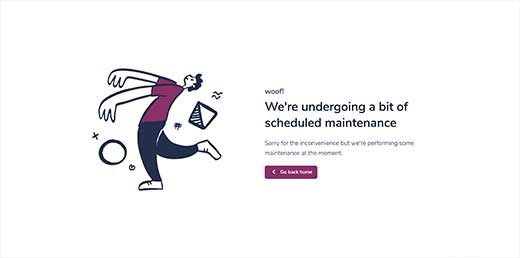 woof!
We're undergoing a bit of
scheduled maintenance
Sorry for the inconvenience but we're performing some
maintenance at the moment.
Go back home